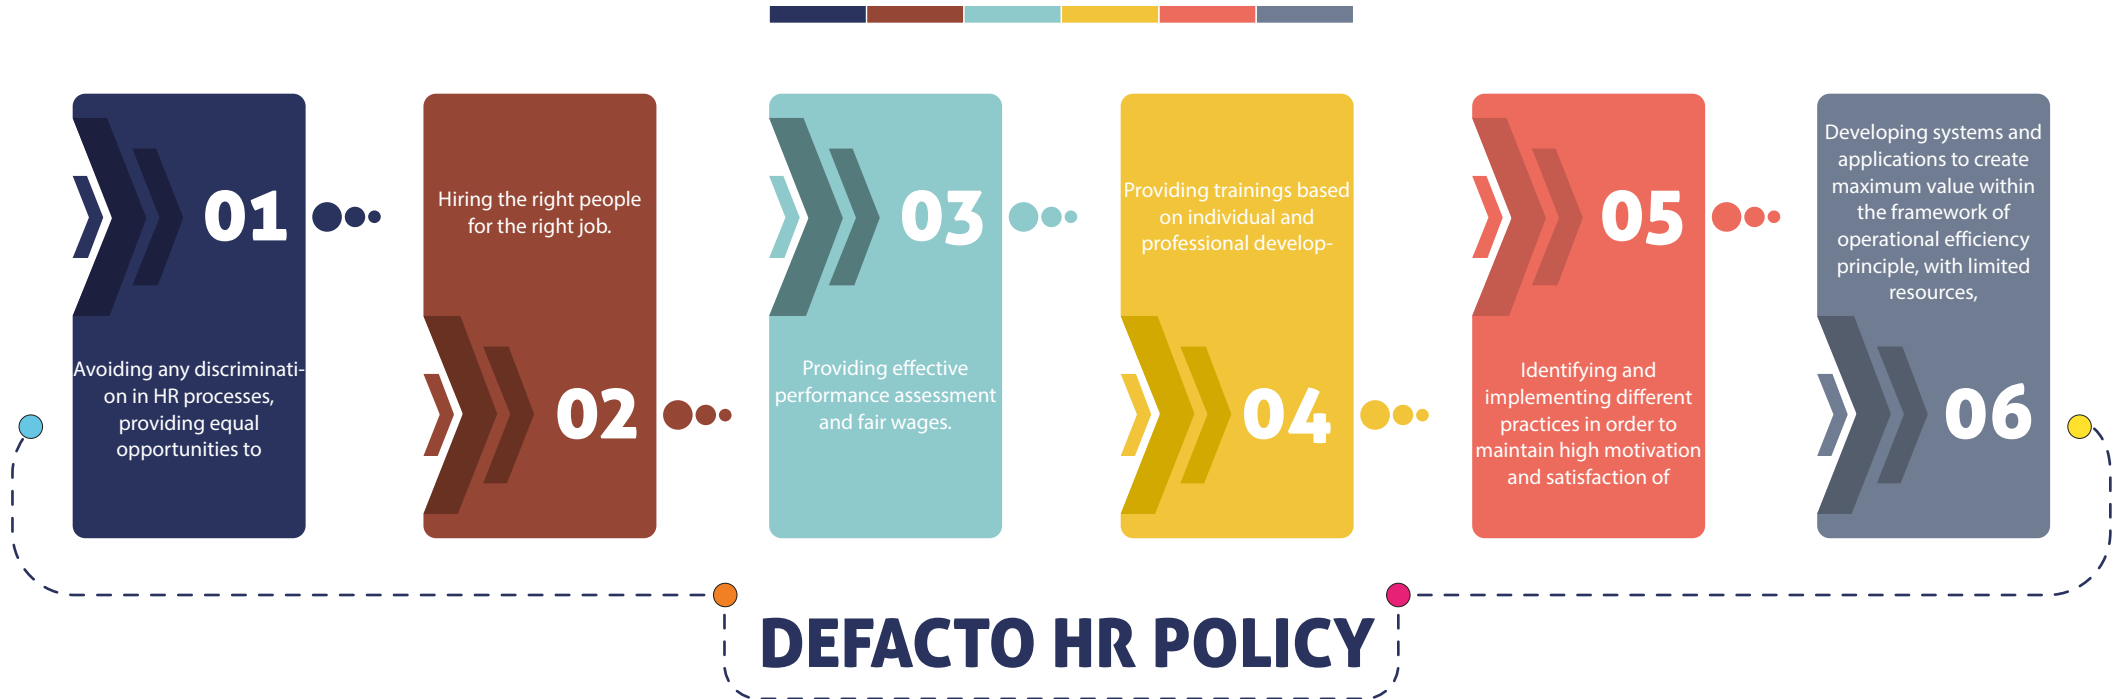 01
Avoiding any discriminati-
on in HR processes,
providing equal
opportunities to
Hiring the right people
for the right job.
02
03
Providing effective
performance assessment
and fair wages.
Providing trainings based
on individual and
professional develop-
04
05
Identifying and
implementing different
practices in order to
maintain high motivation
and satisfaction of
Developing systems and
applications to create
maximum value within
the framework of
operational efficiency
principle, with limited
resources,
06
DEFACTO HR POLICY